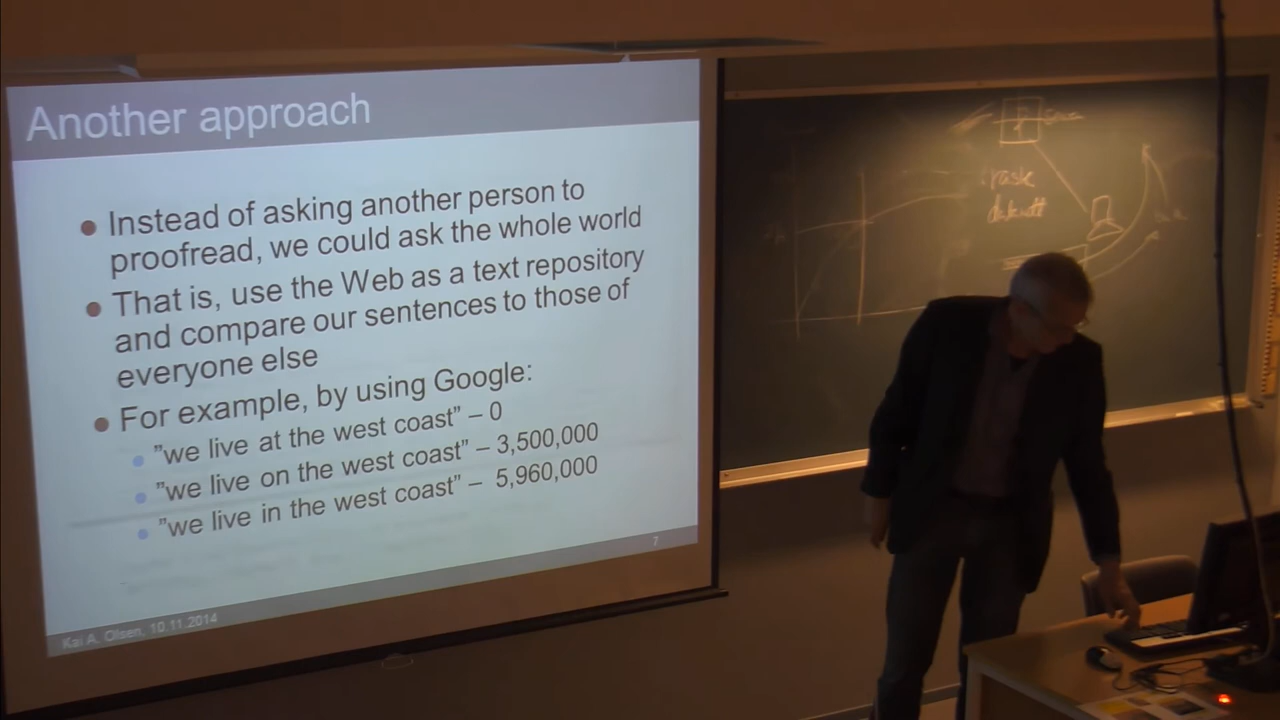 Another approach
Instead of asking another person to
proofread, we could ask the whole world
That is, use the Web as a text repository
and compare our sentences to those of
everyone else
For example, by using Google:
”we live at the west coast” – 0
”we live on the west coast” – 3,500,000
”we live in the west coast” – 5,960,000
7
Kai A. Olsen, 10.11.2014
rask